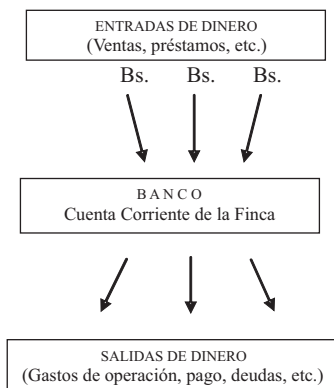 ENTRADAS DE DINERO
(Ventas, préstamos, etc.)
Bs. Bs. Bs.
BANCO
Cuenta Corriente de la Finca
SALIDAS DE DINERO
(Gastos de operación, pago, deudas, etc.)